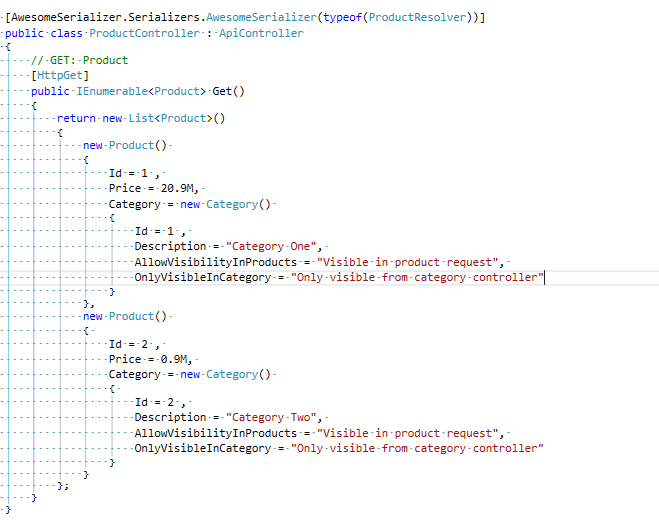 [AwesomeSerializer.Serializers.AwesomeSerializer(typeof(ProductResolver))]
public class ProductController : ApiController
{
    // GET: Product
    [HttpGet]
    public IEnumerable<Product> Get()
    {
        return new List<Product>()
        {
            new Product()
            {
                Id = 1 ,
                Price = 20.9M,
                Category = new Category()
                {
                    Id = 1 ,
                    Description = "Category One",
                    AllowVisibilityInProducts = "Visible in product request",
                    OnlyVisibleInCategory = "Only visible from category controller"
                }
            },
            new Product()
            {
                Id = 2 ,
                Price = 0.9M,
                Category = new Category()
                {
                    Id = 2 ,
                    Description = "Category Two",
                    AllowVisibilityInProducts = "Visible in product request",
                    OnlyVisibleInCategory = "Only visible from category controller"
                }
            }
        };
    }
}